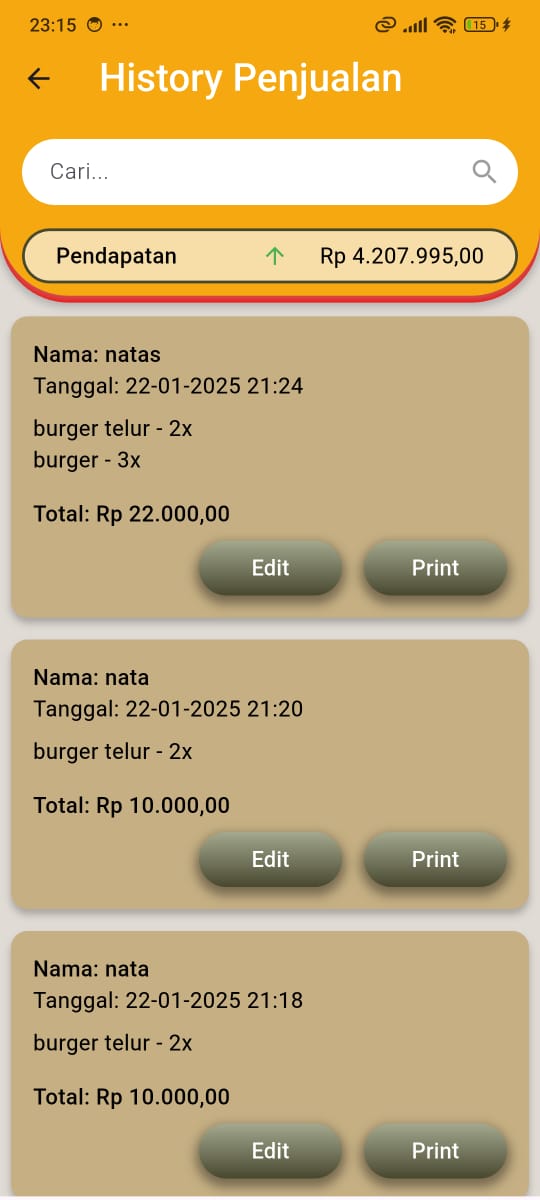 23:15
15
History Penjualan
Cari...
Pendapatan Rp 4.207.995,00
Nama: natas
Tanggal: 22-01-2025 21:24
burger telur - 2x
burger - 3x
Total: Rp 22.000,00
Edit Print
Nama: nata
Tanggal: 22-01-2025 21:20
burger telur - 2x
Total: Rp 10.000,00
Edit Print
Nama: nata
Tanggal: 22-01-2025 21:18
burger telur - 2x
Total: Rp 10.000,00
Edit Print